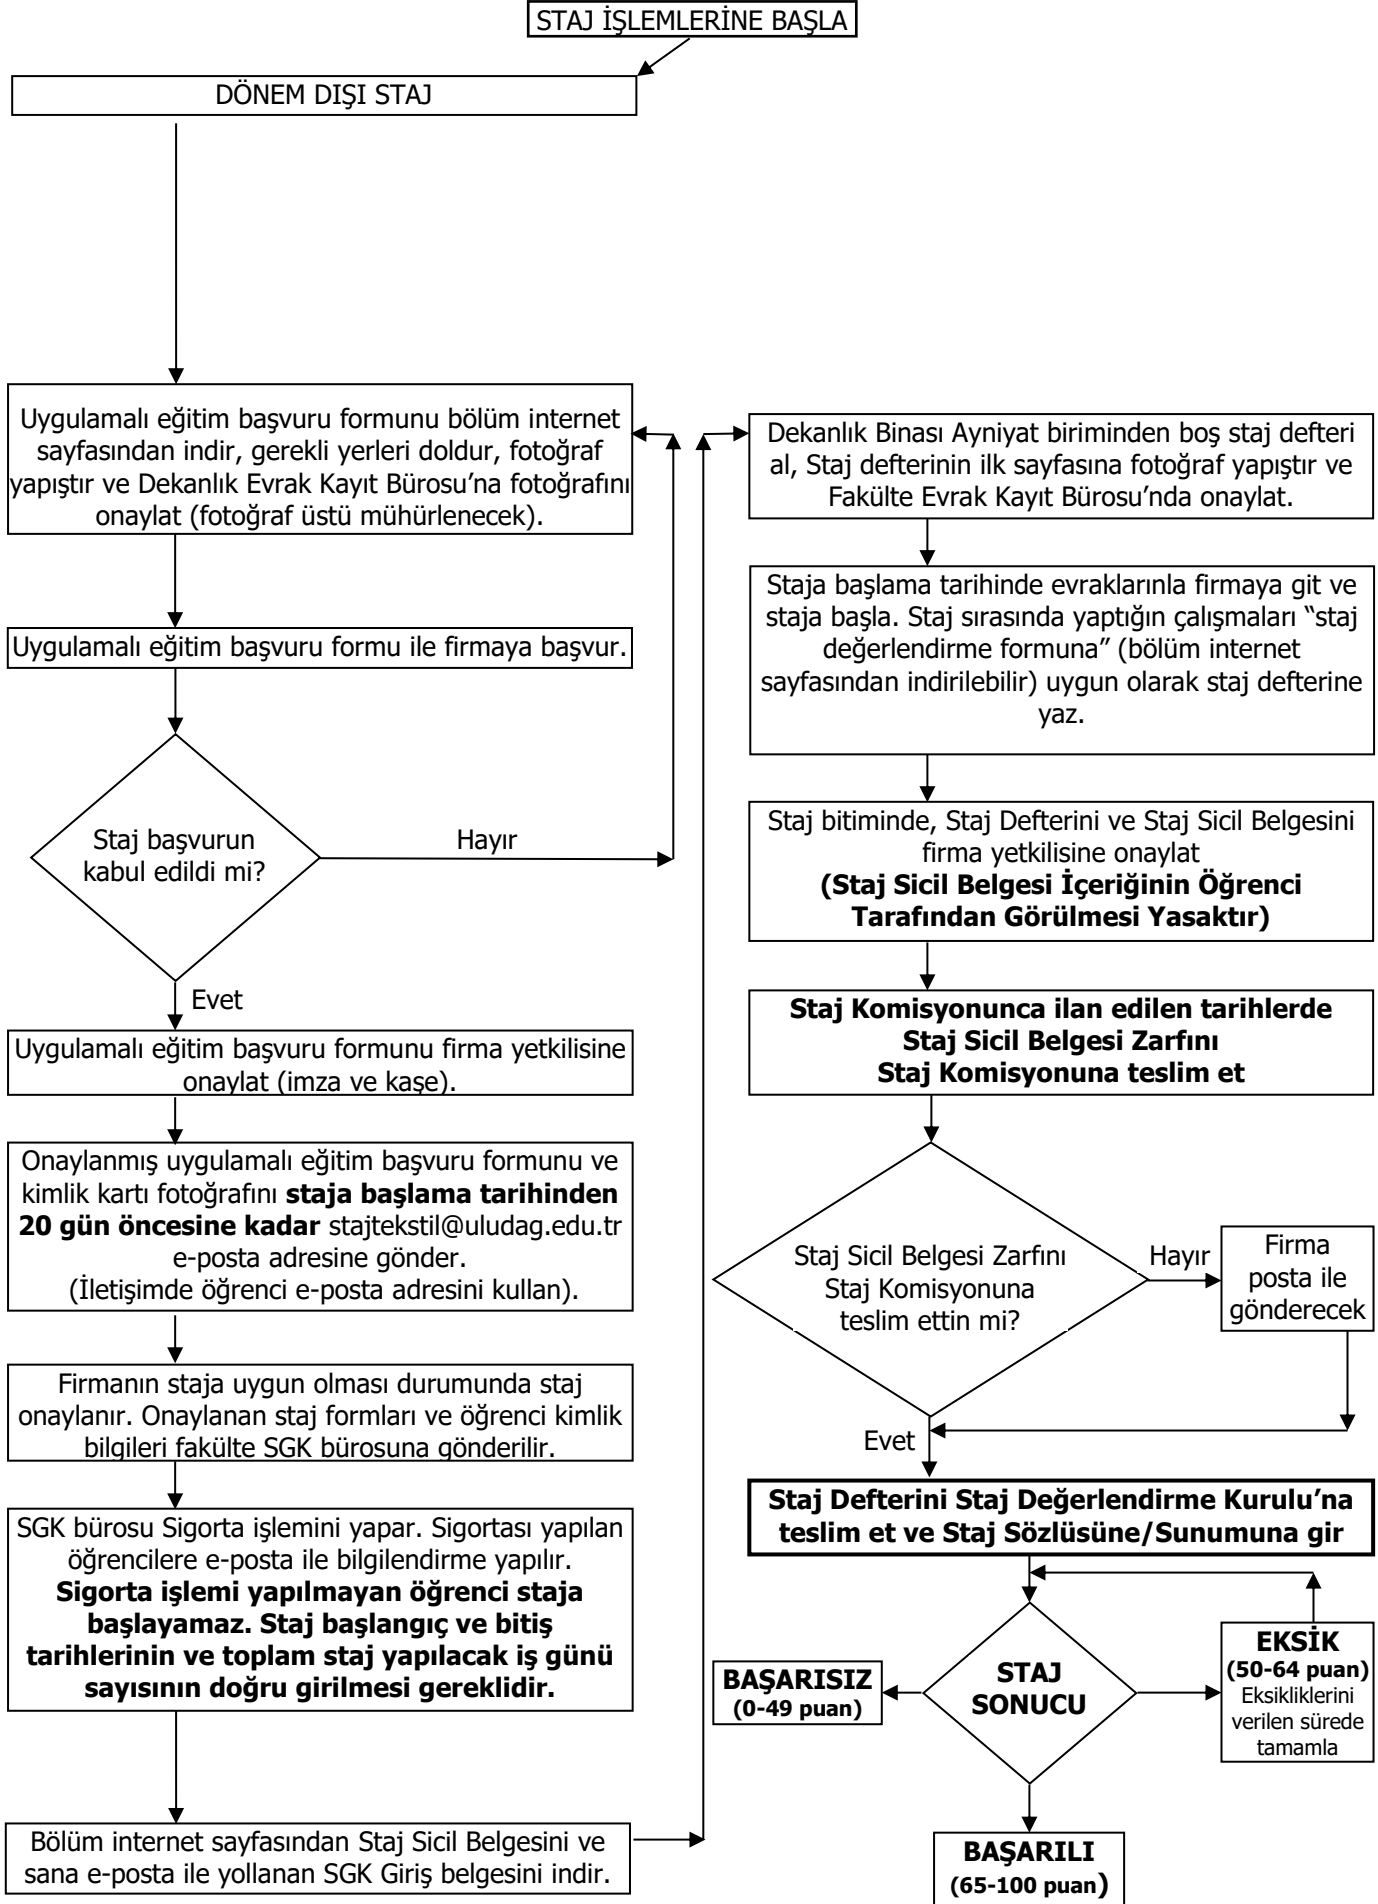 STAJ İŞLEMLERİNE BAŞLA
DÖNEM DIŞI STAJ
Uygulamalı eğitim başvuru formunu bölüm internet
sayfasından indir, gerekli yerleri doldur, fotoğraf
yapıştır ve Dekanlık Evrak Kayıt Bürosu’na fotoğrafını
onaylat (fotoğraf üstü mühürlenecek).
Uygulamalı eğitim başvuru formu ile firmaya başvur.
Staj başvurun
kabul edildi mi?
Hayır
Evet
Uygulamalı eğitim başvuru formunu firma yetkilisine
onaylat (imza ve kaşe).
Onaylanmış uygulamalı eğitim başvuru formunu ve
kimlik kartı fotoğrafını staja başlama tarihinden
20 gün öncesine kadar stajtekstil@uludag.edu.tr
e-posta adresine gönder.
(İletişimde öğrenci e-posta adresini kullan).
Firmanın staja uygun olması durumunda staj
onaylanır. Onaylanan staj formları ve öğrenci kimlik
bilgileri fakülte SGK bürosuna gönderilir.
SGK bürosu Sigorta işlemini yapar. Sigortası yapılan
öğrencilere e-posta ile bilgilendirme yapılır.
Sigorta işlemi yapılmayan öğrenci staja
başlayamaz. Staj başlangıç ve bitiş
tarihlerinin ve toplam staj yapılacak iş günü
sayısının doğru girilmesi gereklidir.
Bölüm internet sayfasından Staj Sicil Belgesini ve
sana e-posta ile yollanan SGK Giriş belgesini indir.
Dekanlık Binası Ayniyat biriminden boş staj defteri
al, Staj defterinin ilk sayfasına fotoğraf yapıştır ve
Fakülte Evrak Kayıt Bürosu’nda onaylat.
Staja başlama tarihinde evraklarınla firmaya git ve
staja başla. Staj sırasında yaptığın çalışmaları “staj
değerlendirme formuna” (bölüm internet
sayfasından indirilebilir) uygun olarak staj defterine
yaz.
Staj bitiminde, Staj Defterini ve Staj Sicil Belgesini
firma yetkilisine onaylat
(Staj Sicil Belgesi İçeriğinin Öğrenci
Tarafından Görülmesi Yasaktır)
Staj Komisyonunca ilan edilen tarihlerde
Staj Sicil Belgesi Zarfını
Staj Komisyonuna teslim et
Staj Sicil Belgesi Zarfını
Staj Komisyonuna
teslim ettin mi?
Hayır
Firma
posta ile
gönderecek
Evet
Staj Defterini Staj Değerlendirme Kurulu’na
teslim et ve Staj Sözlüsüne/Sunumuna gir
STAJ
SONUCU
BAŞARISIZ
(0-49 puan)
EKSİK
(50-64 puan)
Eksikliklerini
verilen sürede
tamamla
BAŞARILI
(65-100 puan)